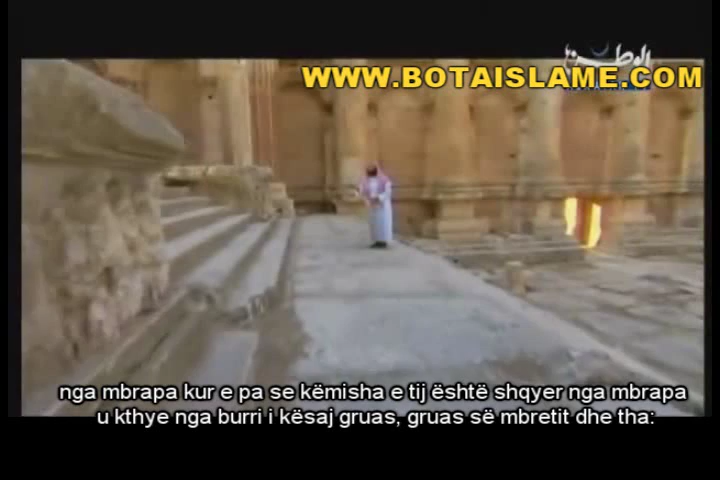 الوطن
WWW.BOTAISLAME.COM
nga mbrapa kur e pa se këmisha e tij është shqyer nga mbrapa
u kthye nga burri i kësaj gruas, gruas së mbretit dhe tha: